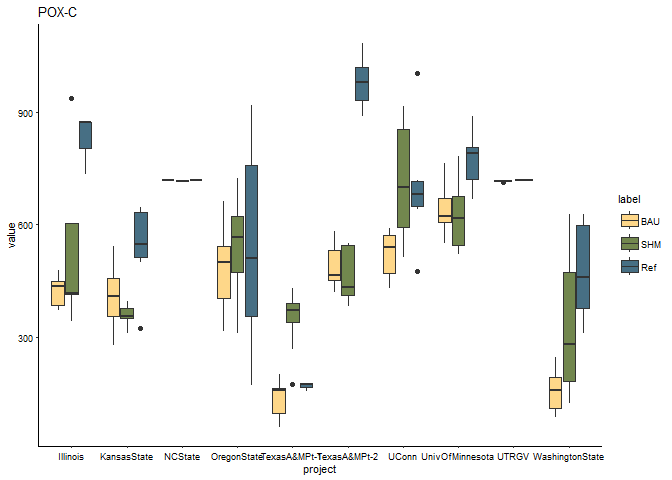 POX-C
value
900
600
300
Illinois
KansasState
NCState
OregonState
TexasA&MPt-1
TexasA&MPt-2
UConn
UnivOfMinnesota
UTRGV
WashingtonState
project
label
BAU
SHM
Ref